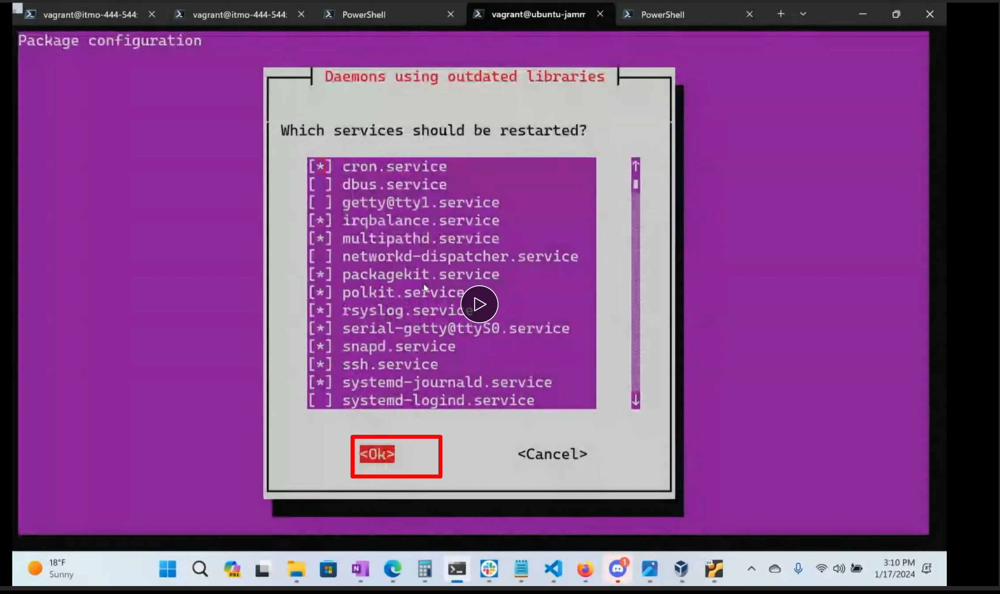 vagrant@itmo-444-544:
vagrant@itmo-444-544:
PowerShell
vagrant@ubuntu-jamm
PowerShell
Package configuration
Daemons using outdated libraries
Which services should be restarted?
[*] cron.service
[ ] dbus.service
[ ] getty@tty1.service
[*] irqbalance.service
[*] multipathd.service
[ ] networkd-dispatcher.service
[*] packagekit.service
[*] polkit.service
[*] rsyslog.service
[*] serial-getty@ttyS0.service
[*] snapd.service
[*] ssh.service
[*] systemd-journald.service
[ ] systemd-logind.service
<Ok> <Cancel>
18°F
Sunny
PRE
N
1
64
3:10 PM
1/17/2024